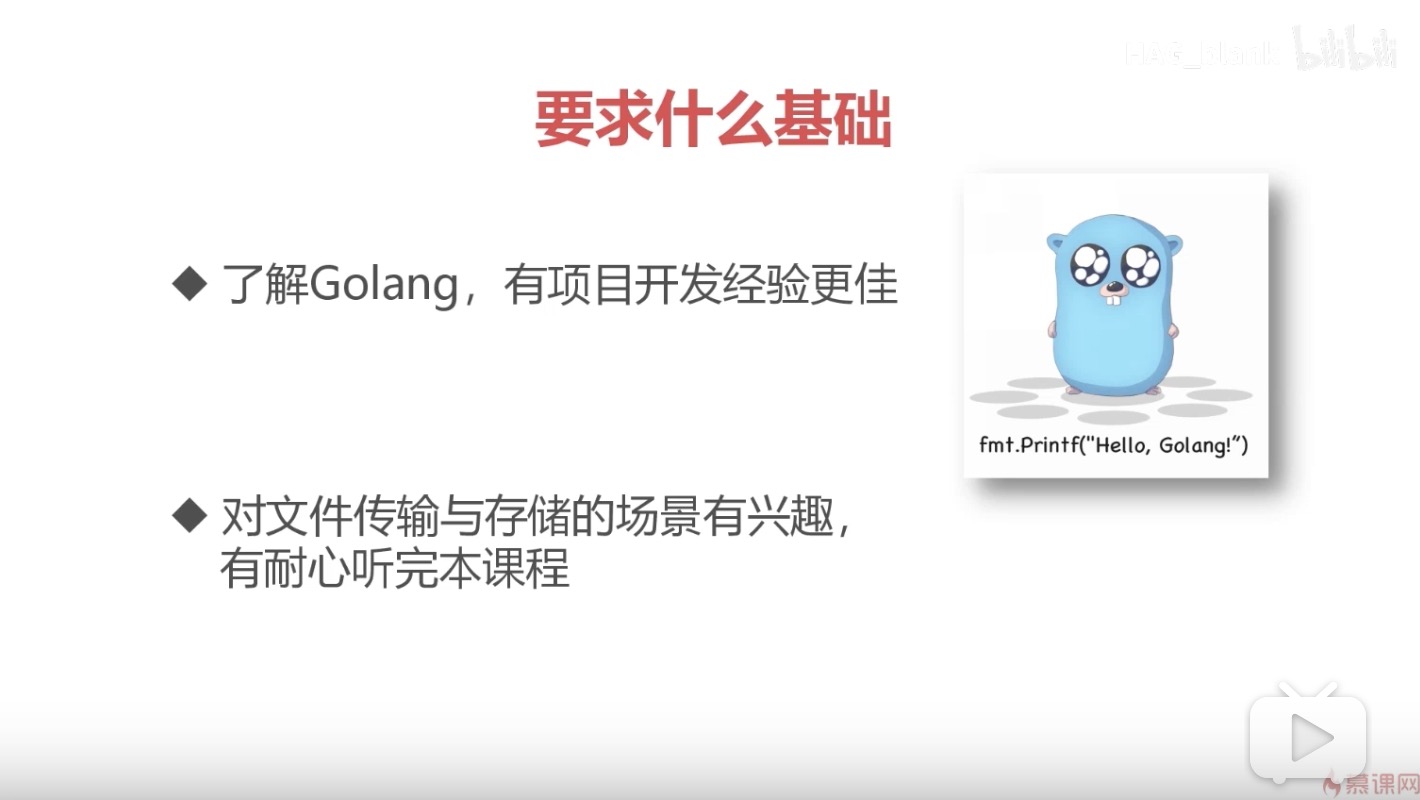 bilibili
要求什么基础
◆ 了解Golang，有项目开发经验更佳
fmt.Printf("Hello, Golang!”)
◆ 对文件传输与存储的场景有兴趣，
有耐心听完本课程
慕课网